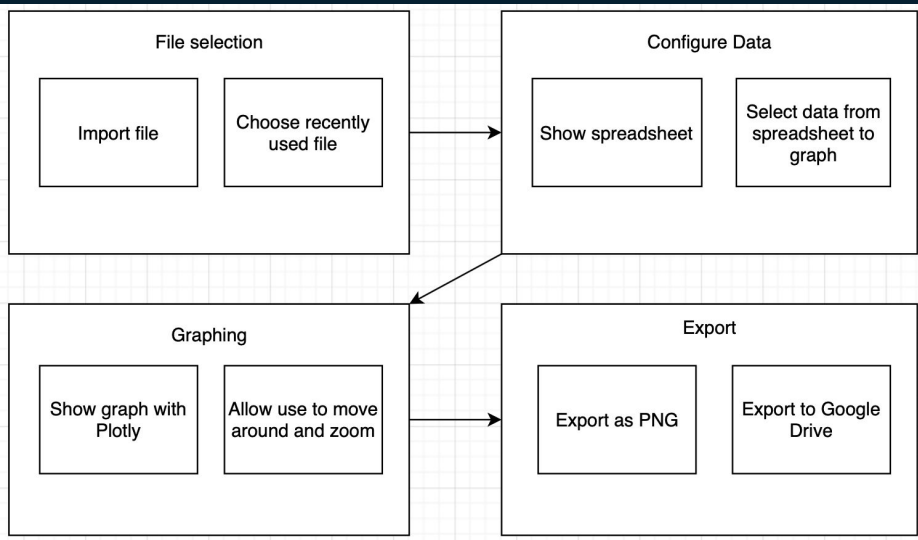 File selection
Import file
Choose recently
used file
Configure Data
Show spreadsheet
Select data from
spreadsheet to
graph
Graphing
Show graph with
Plotly
Allow use to move
around and zoom
Export
Export as PNG
Export to Google
Drive